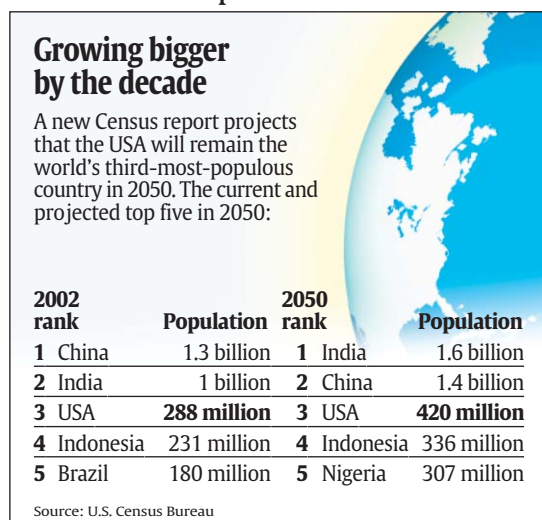 Growing bigger
by the decade
A new Census report projects
that the USA will remain the
world's third-most-populous
country in 2050. The current and
projected top five in 2050:
2002 2050
rank Population rank Population
1 China 1.3 billion 1 India 1.6 billion
2 India 1 billion 2 China 1.4 billion
3 USA 288 million 3 USA 420 million
4 Indonesia 231 million 4 Indonesia 336 million
5 Brazil 180 million 5 Nigeria 307 million
Source: U.S. Census Bureau